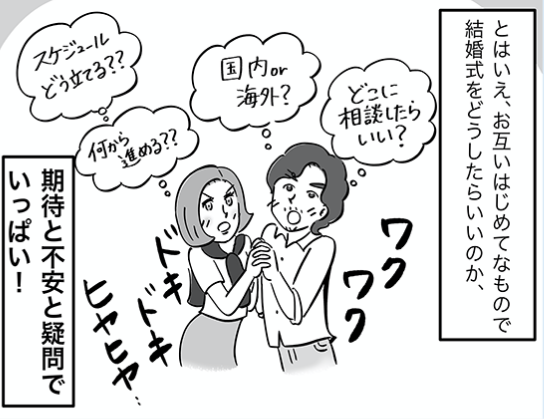 とはいえ、お互いはじめてなもので
結婚式をどうしたらいいのか、
どこに
相談したら
いい?
国内or
海外?
スケジュール
どう立てる??
何から
進める??
ワク
ワク
ドキ
ドキ
ヒヤヒヤ…
期待と不安と疑問で
いっぱい!